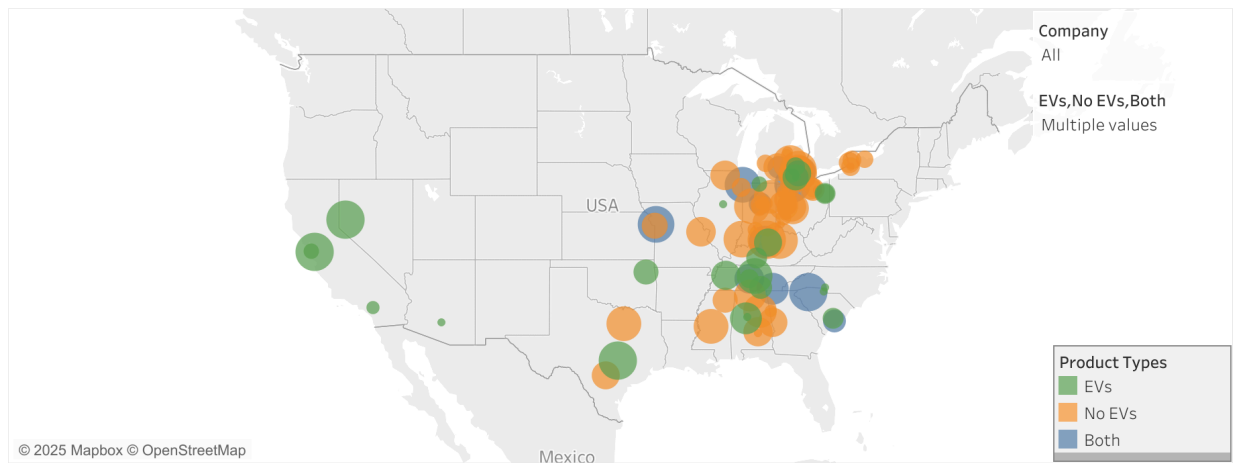 Company
All
EVs,No EVs,Both
Multiple values
USA
Product Types
EVs
No EVs
Both
© 2025 Mapbox © OpenStreetMap
Mexico